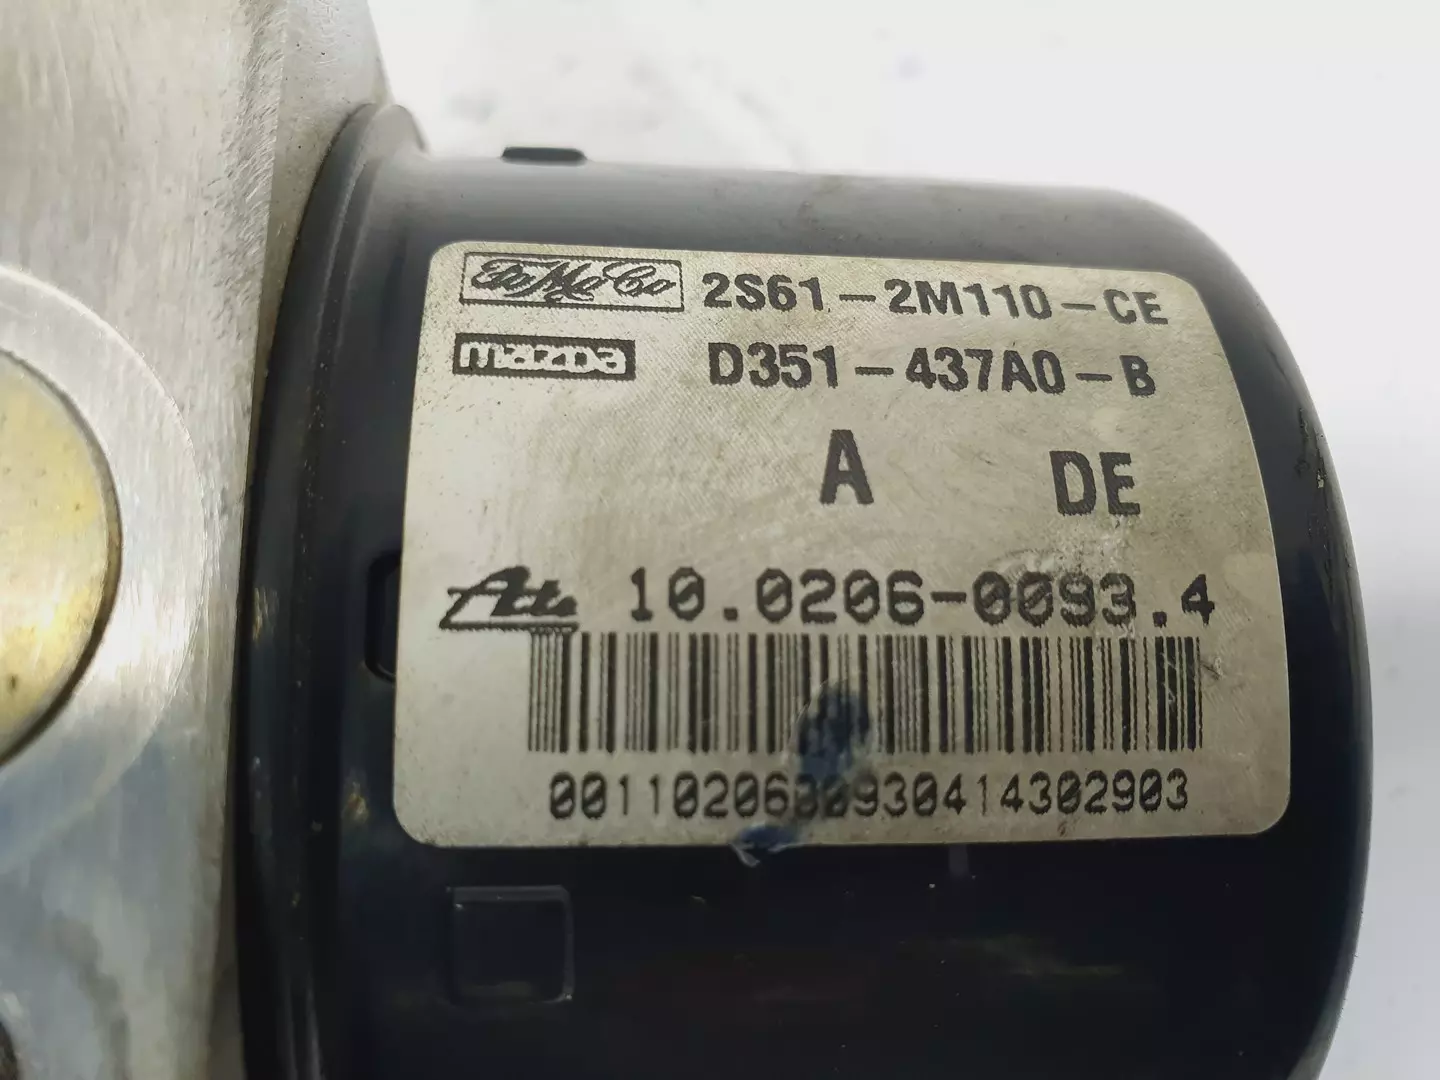 FoMoCo 2S61-2M110-CE
mazda D351-437A0-B
A DE
Ate 10.0206-0093.4
0011020600930414302903